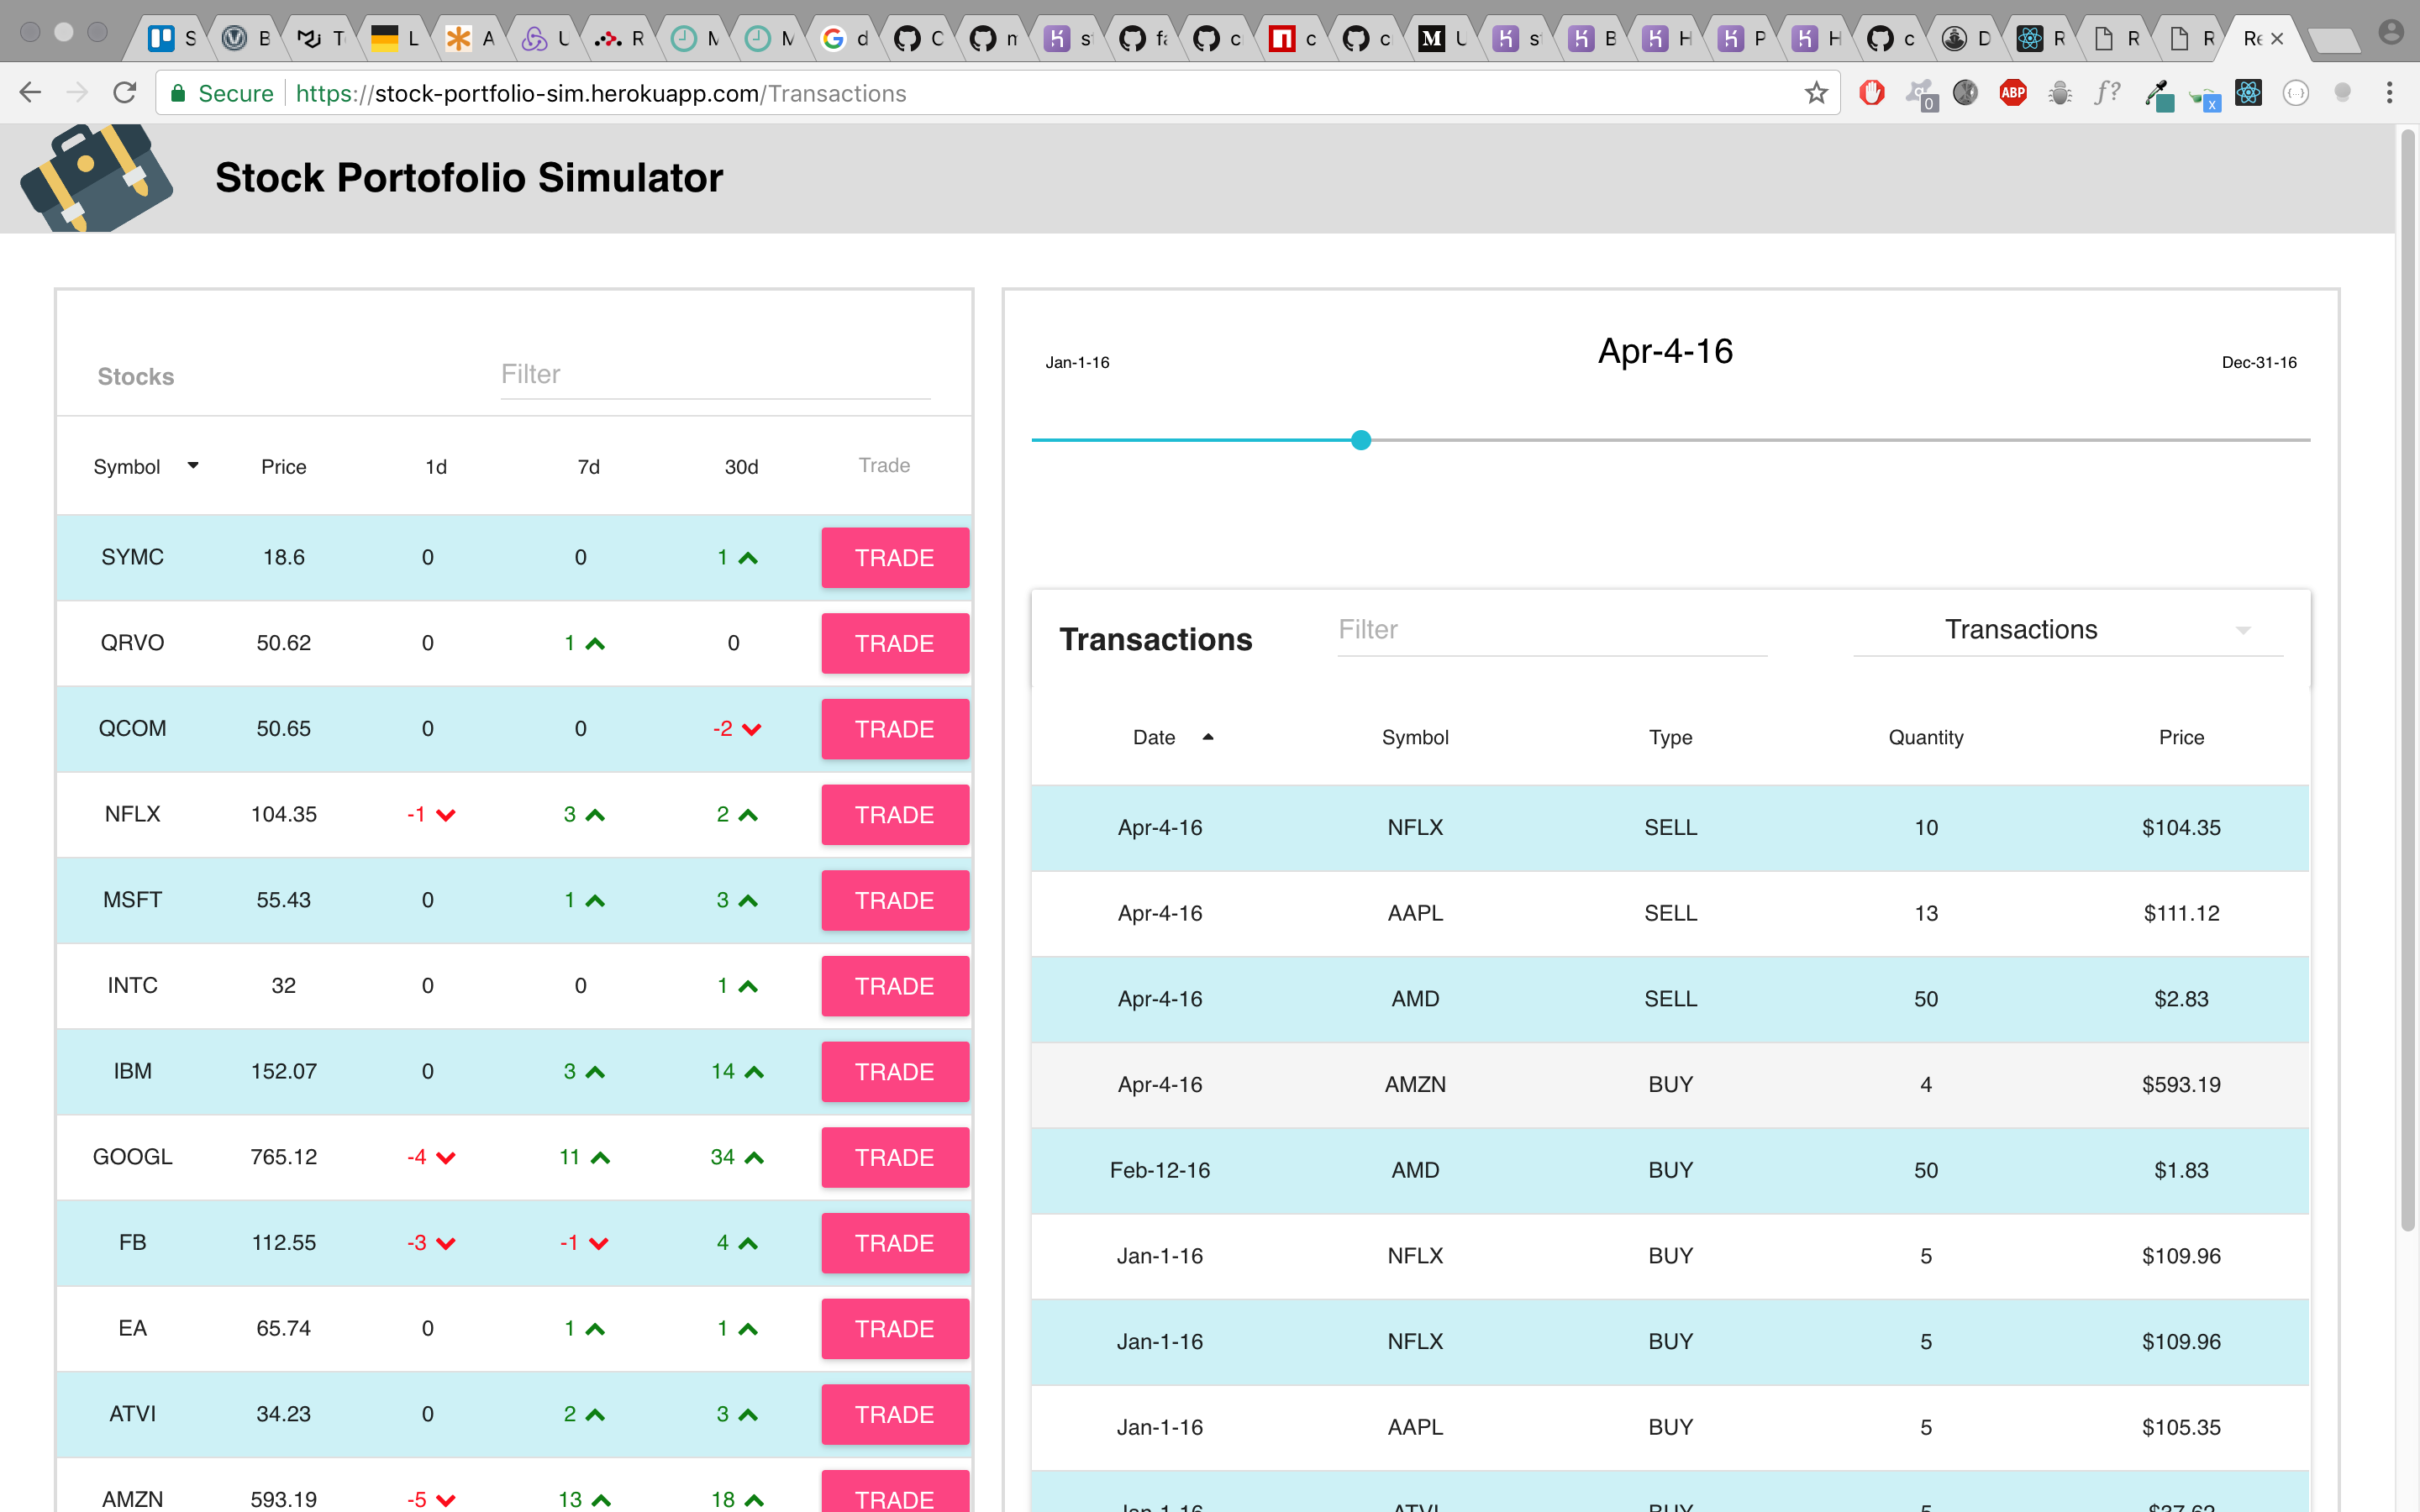 S B T L A U R M M d C m s f c c c U s B H P H c D R R R Re
Secure https://stock-portfolio-sim.herokuapp.com/Transactions
0 ABP f? x
Stock Portofolio Simulator
Stocks Filter
Symbol Price 1d 7d 30d Trade
SYMC 18.6 0 0 1 TRADE
QRVO 50.62 0 1 0 TRADE
QCOM 50.65 0 0 -2 TRADE
NFLX 104.35 -1 3 2 TRADE
MSFT 55.43 0 1 3 TRADE
INTC 32 0 0 1 TRADE
IBM 152.07 0 3 14 TRADE
GOOGL 765.12 -4 11 34 TRADE
FB 112.55 -3 -1 4 TRADE
EA 65.74 0 1 1 TRADE
ATVI 34.23 0 2 3 TRADE
AMZN 593.19 -5 13 18 TRADE
Jan-1-16 Apr-4-16 Dec-31-16
Transactions Filter Transactions
Date Symbol Type Quantity Price
Apr-4-16 NFLX SELL 10 $104.35
Apr-4-16 AAPL SELL 13 $111.12
Apr-4-16 AMD SELL 50 $2.83
Apr-4-16 AMZN BUY 4 $593.19
Feb-12-16 AMD BUY 50 $1.83
Jan-1-16 NFLX BUY 5 $109.96
Jan-1-16 NFLX BUY 5 $109.96
Jan-1-16 AAPL BUY 5 $105.35
Jan-1-16 ATVI BUY 5 $37.62